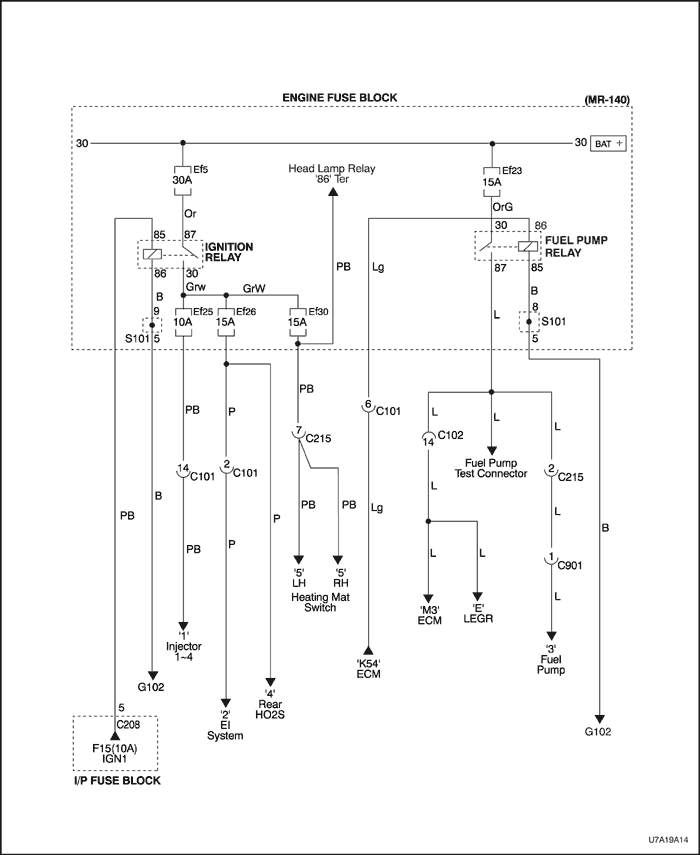 ENGINE FUSE BLOCK
(MR-140)
30
30
BAT +
Ef5
30A
Head Lamp Relay
'86' Ter
Ef23
15A
Or
OrG
85
87
30
86
IGNITION
RELAY
FUEL PUMP
RELAY
86
30
PB
Lg
87
85
Grw
GrW
B
B
9
Ef25
10A
Ef26
15A
Ef30
15A
L
8
S101
5
S101
5
PB
PB
P
6
C101
L
L
L
7
C215
C102
14
Fuel Pump
Test Connector
14
C101
2
C101
2
C215
L
PB
B
PB
PB
Lg
L
B
PB
P
P
PB
L
L
1
C901
'5'
LH
'5'
RH
Heating Mat
Switch
L
'M3'
ECM
'E'
LEGR
'1'
Injector
1~4
'K54'
ECM
'3'
Fuel
Pump
G102
'4'
Rear
HO2S
5
'2'
EI
System
C208
G102
F15(10A)
IGN1
I/P FUSE BLOCK
U7A19A14